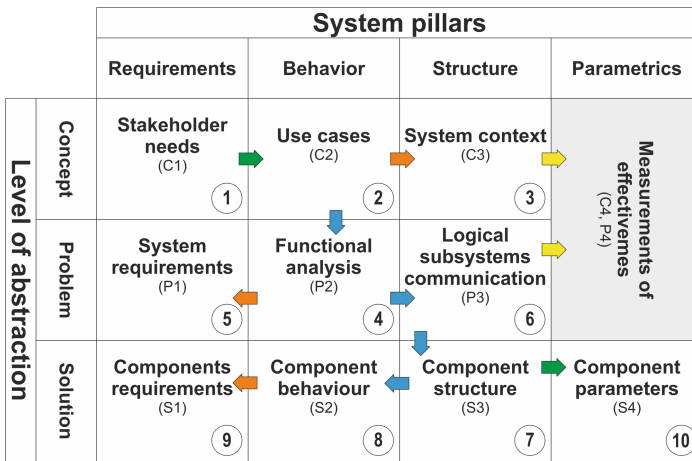 System pillars
Requirements
Behavior
Structure
Parametrics
Level of abstraction
Concept
Stakeholder
needs
(C1)
1
Use cases
(C2)
2
System context
(C3)
3
Measurements of
effectivemes
(C4, P4)
Problem
System
requirements
(P1)
5
Functional
analysis
(P2)
4
Logical
subsystems
communication
(P3)
6
Solution
Components
requirements
(S1)
9
Component
behaviour
(S2)
8
Component
structure
(S3)
7
Component
parameters
(S4)
10